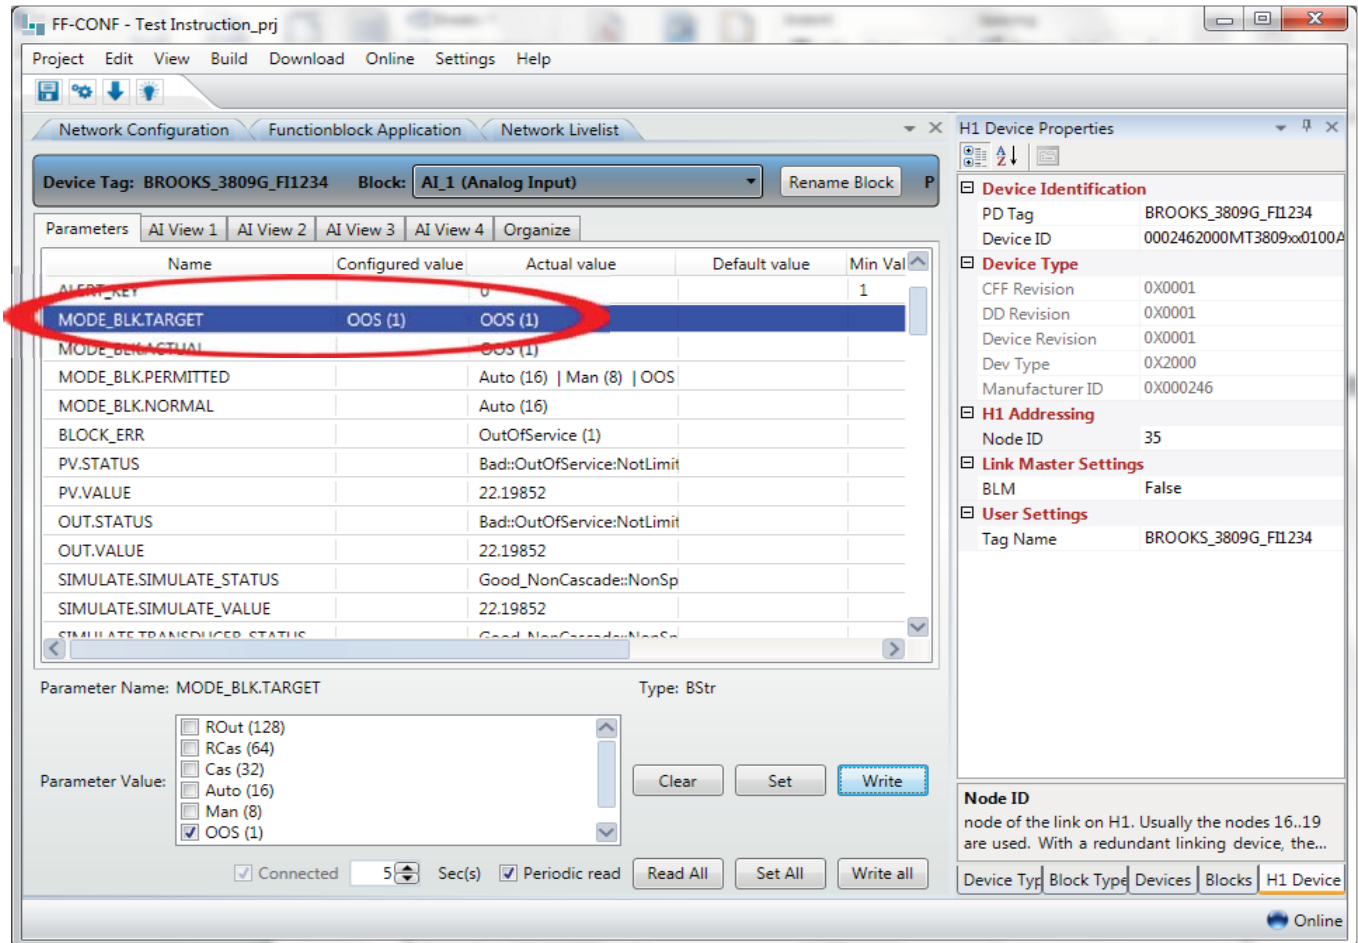 FF-CONF - Test Instruction_prj
Project Edit View Build Download Online Settings Help
Network Configuration Functionblock Application Network Livelist
Device Tag: BROOKS_3809G_FI1234 Block: AI_1 (Analog Input) Rename Block P
Parameters AI View 1 AI View 2 AI View 3 AI View 4 Organize
Name Configured value Actual value Default value Min Val
ALERT_KEY 0 1
MODE_BLK.TARGET OOS (1) OOS (1)
MODE_BLK.ACTUAL OOS (1)
MODE_BLK.PERMITTED Auto (16) | Man (8) | OOS
MODE_BLK.NORMAL Auto (16)
BLOCK_ERR OutOfService (1)
PV.STATUS Bad::OutOfService:NotLimit
PV.VALUE 22.19852
OUT.STATUS Bad::OutOfService:NotLimit
OUT.VALUE 22.19852
SIMULATE.SIMULATE_STATUS Good_NonCascade::NonSp
SIMULATE.SIMULATE_VALUE 22.19852
SIMULATE.TRANSDUCER_STATUS Good_NonCascade::NonSp
Parameter Name: MODE_BLK.TARGET Type: BStr
Parameter Value:
ROut (128)
RCas (64)
Cas (32)
Auto (16)
Man (8)
OOS (1)
Clear Set Write
Connected 5 Sec(s) Periodic read Read All Set All Write all
H1 Device Properties
Device Identification
PD Tag BROOKS_3809G_FI1234
Device ID 0002462000MT3809xx0100A
Device Type
CFF Revision 0X0001
DD Revision 0X0001
Device Revision 0X0001
Dev Type 0X2000
Manufacturer ID 0X000246
H1 Addressing
Node ID 35
Link Master Settings
BLM False
User Settings
Tag Name BROOKS_3809G_FI1234
Node ID
node of the link on H1. Usually the nodes 16..19
are used. With a redundant linking device, the...
Device Typ Block Type Devices Blocks H1 Device
Online